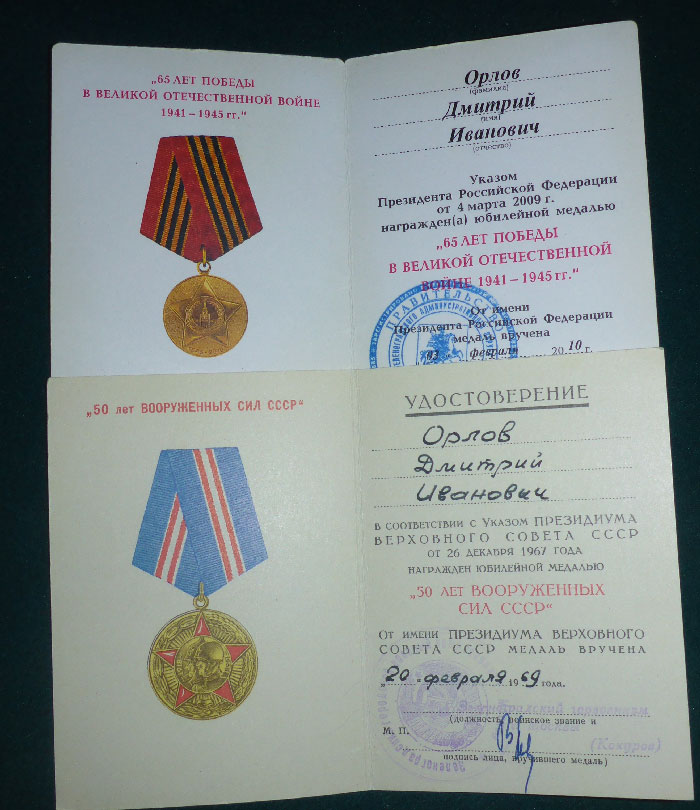 „65 ЛЕТ ПОБЕДЫ
В ВЕЛИКОЙ ОТЕЧЕСТВЕННОЙ ВОЙНЕ
1941 – 1945 гг."
Орлов
(фамилия)
Дмитрий
(имя)
Иванович
(отчество)
Указом
Президента Российской Федерации
от 4 марта 2009 г.
награжден(а) юбилейной медалью
„65 ЛЕТ ПОБЕДЫ
В ВЕЛИКОЙ ОТЕЧЕСТВЕННОЙ
ВОЙНЕ 1941 – 1945 гг."
От имени
Президента Российской Федерации
медаль вручена
февраля 2010 г.
ПРАВИТЕЛЬСТВО
„50 лет ВООРУЖЕННЫХ СИЛ СССР“
УДОСТОВЕРЕНИЕ
Орлов
Дмитрий
Иванович
В СООТВЕТСТВИИ С УКАЗОМ ПРЕЗИДИУМА
ВЕРХОВНОГО СОВЕТА СССР
ОТ 26 ДЕКАБРЯ 1967 ГОДА
НАГРАЖДЕН ЮБИЛЕЙНОЙ МЕДАЛЬЮ
„50 ЛЕТ ВООРУЖЕННЫХ
СИЛ СССР“
ОТ ИМЕНИ ПРЕЗИДИУМА ВЕРХОВНОГО
СОВЕТА СССР МЕДАЛЬ ВРУЧЕНА
„20 февраля 1969 года.
(должность, воинское звание и
М. П.
подпись лица, вручившего медаль)